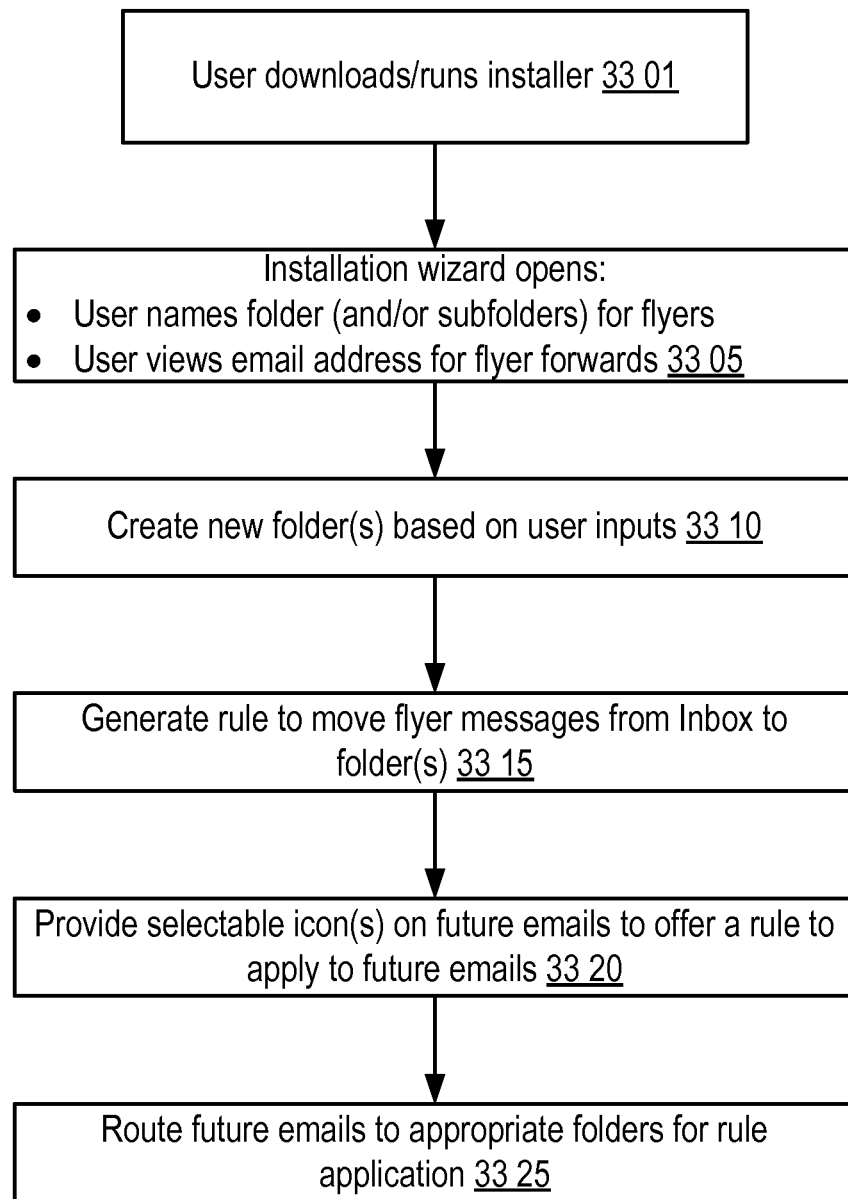 User downloads/runs installer 33 01
Installation wizard opens:
• User names folder (and/or subfolders) for flyers
• User views email address for flyer forwards 33 05
Create new folder(s) based on user inputs 33 10
Generate rule to move flyer messages from Inbox to
folder(s) 33 15
Provide selectable icon(s) on future emails to offer a rule to
apply to future emails 33 20
Route future emails to appropriate folders for rule
application 33 25